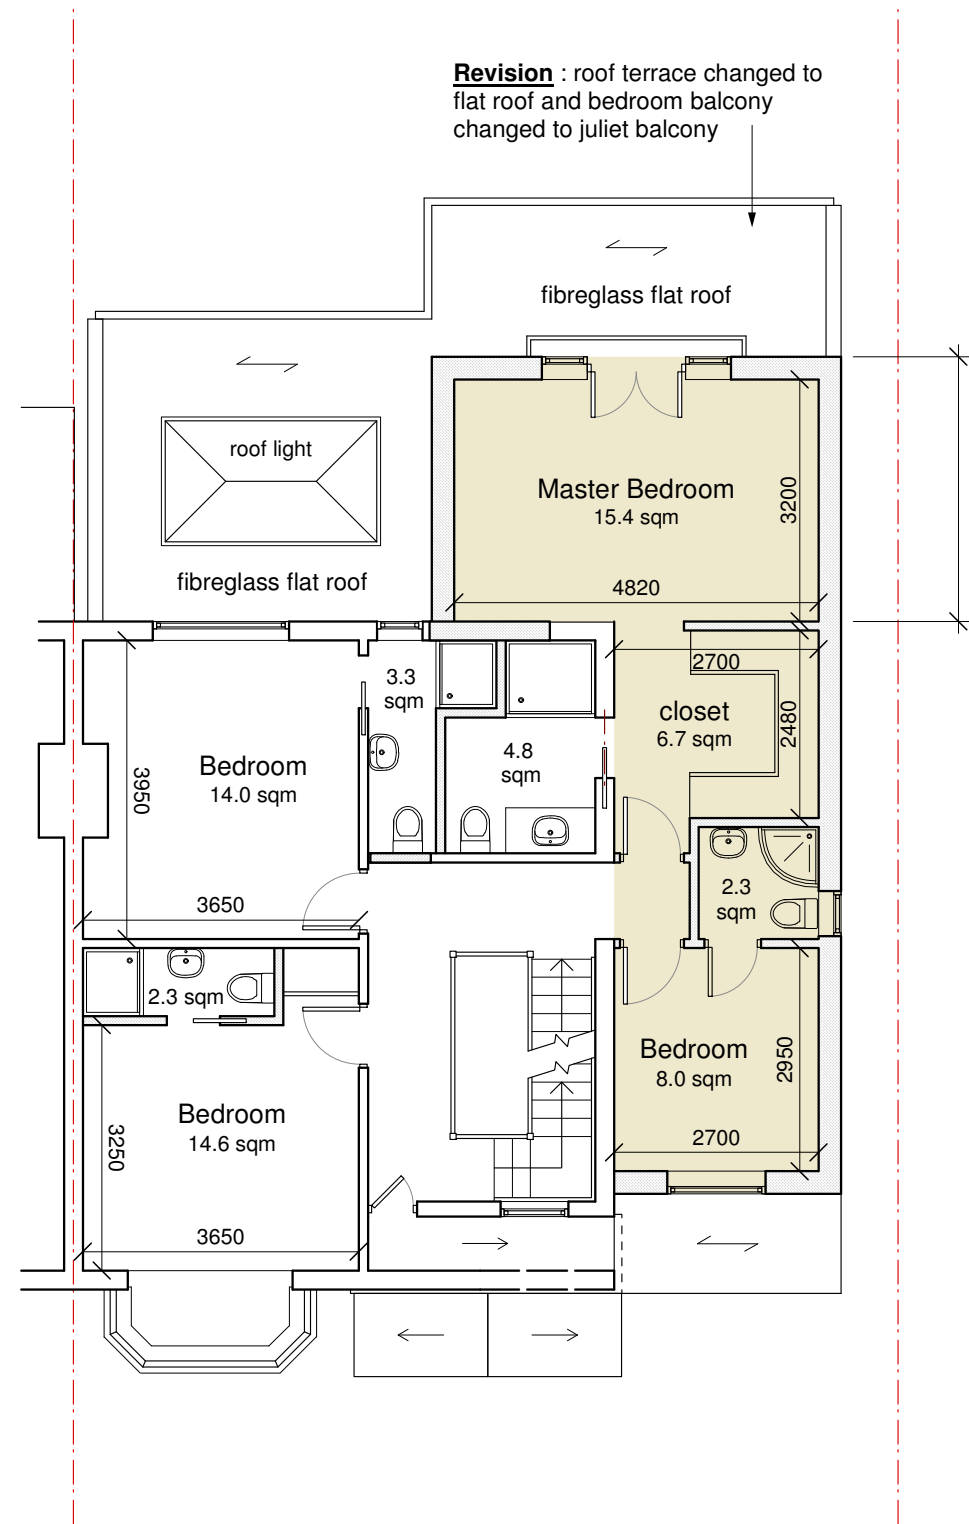 Revision : roof terrace changed to
flat roof and bedroom balcony
changed to juliet balcony
fibreglass flat roof
roof light
Master Bedroom
15.4 sqm
3200
fibreglass flat roof
4820
2700
3.3
sqm
closet
6.7 sqm
2480
4.8
sqm
Bedroom
14.0 sqm
3950
3650
2.3
sqm
2.3 sqm
Bedroom
8.0 sqm
2950
Bedroom
14.6 sqm
3250
2700
3650